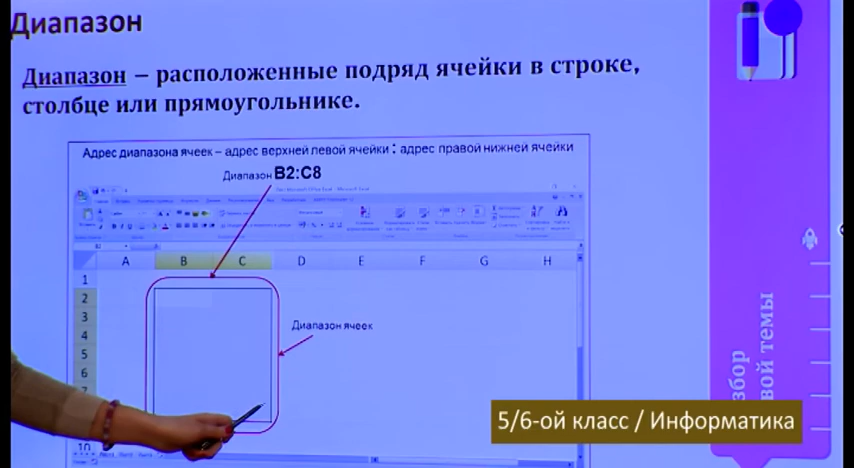 Диапазон
Диапазон – расположенные подряд ячейки в строке,
столбце или прямоугольнике.
Адрес диапазона ячеек – адрес верхней левой ячейки : адрес правой нижней ячейки
Диапазон B2:C8
A B C D E F G H
1
2
3
4
5
6
7
10
Диапазон ячеек
збор
вой темы
5/6-ой класс / Информатика